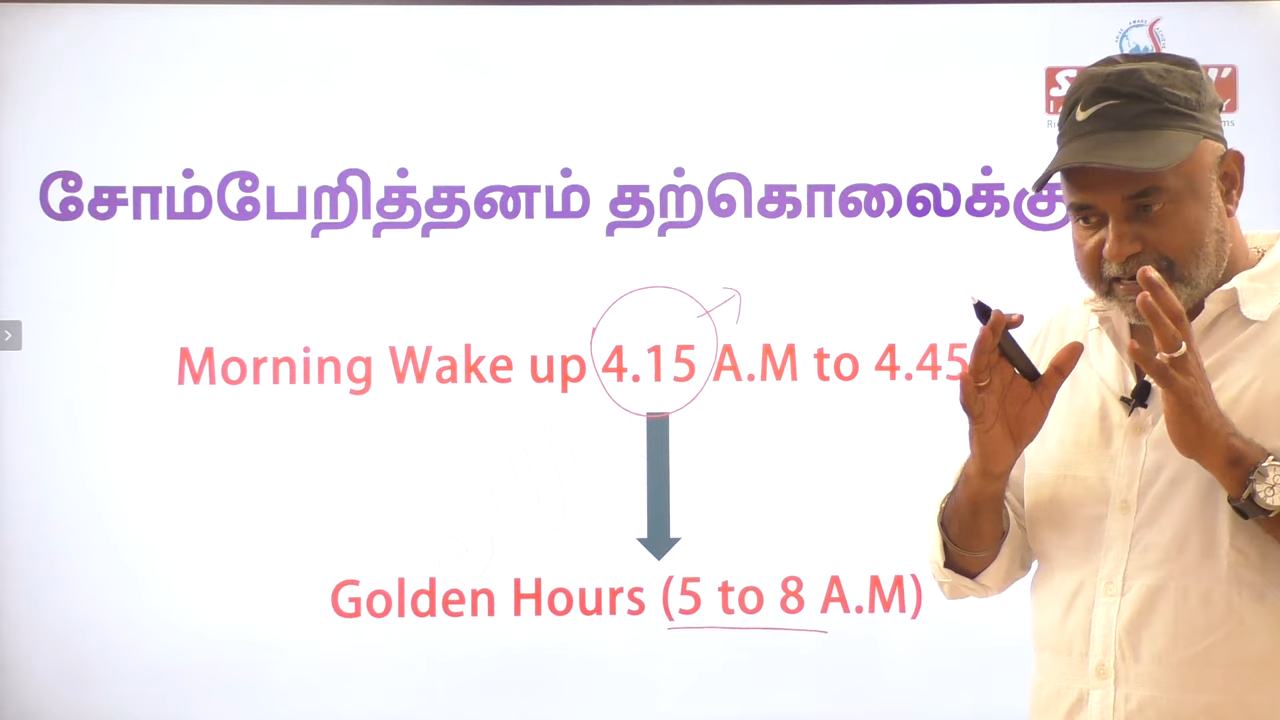 சோம்பேறித்தனம் தற்கொலைக்கு
Morning Wake up 4.15 A.M to 4.45
Golden Hours (5 to 8 A.M)